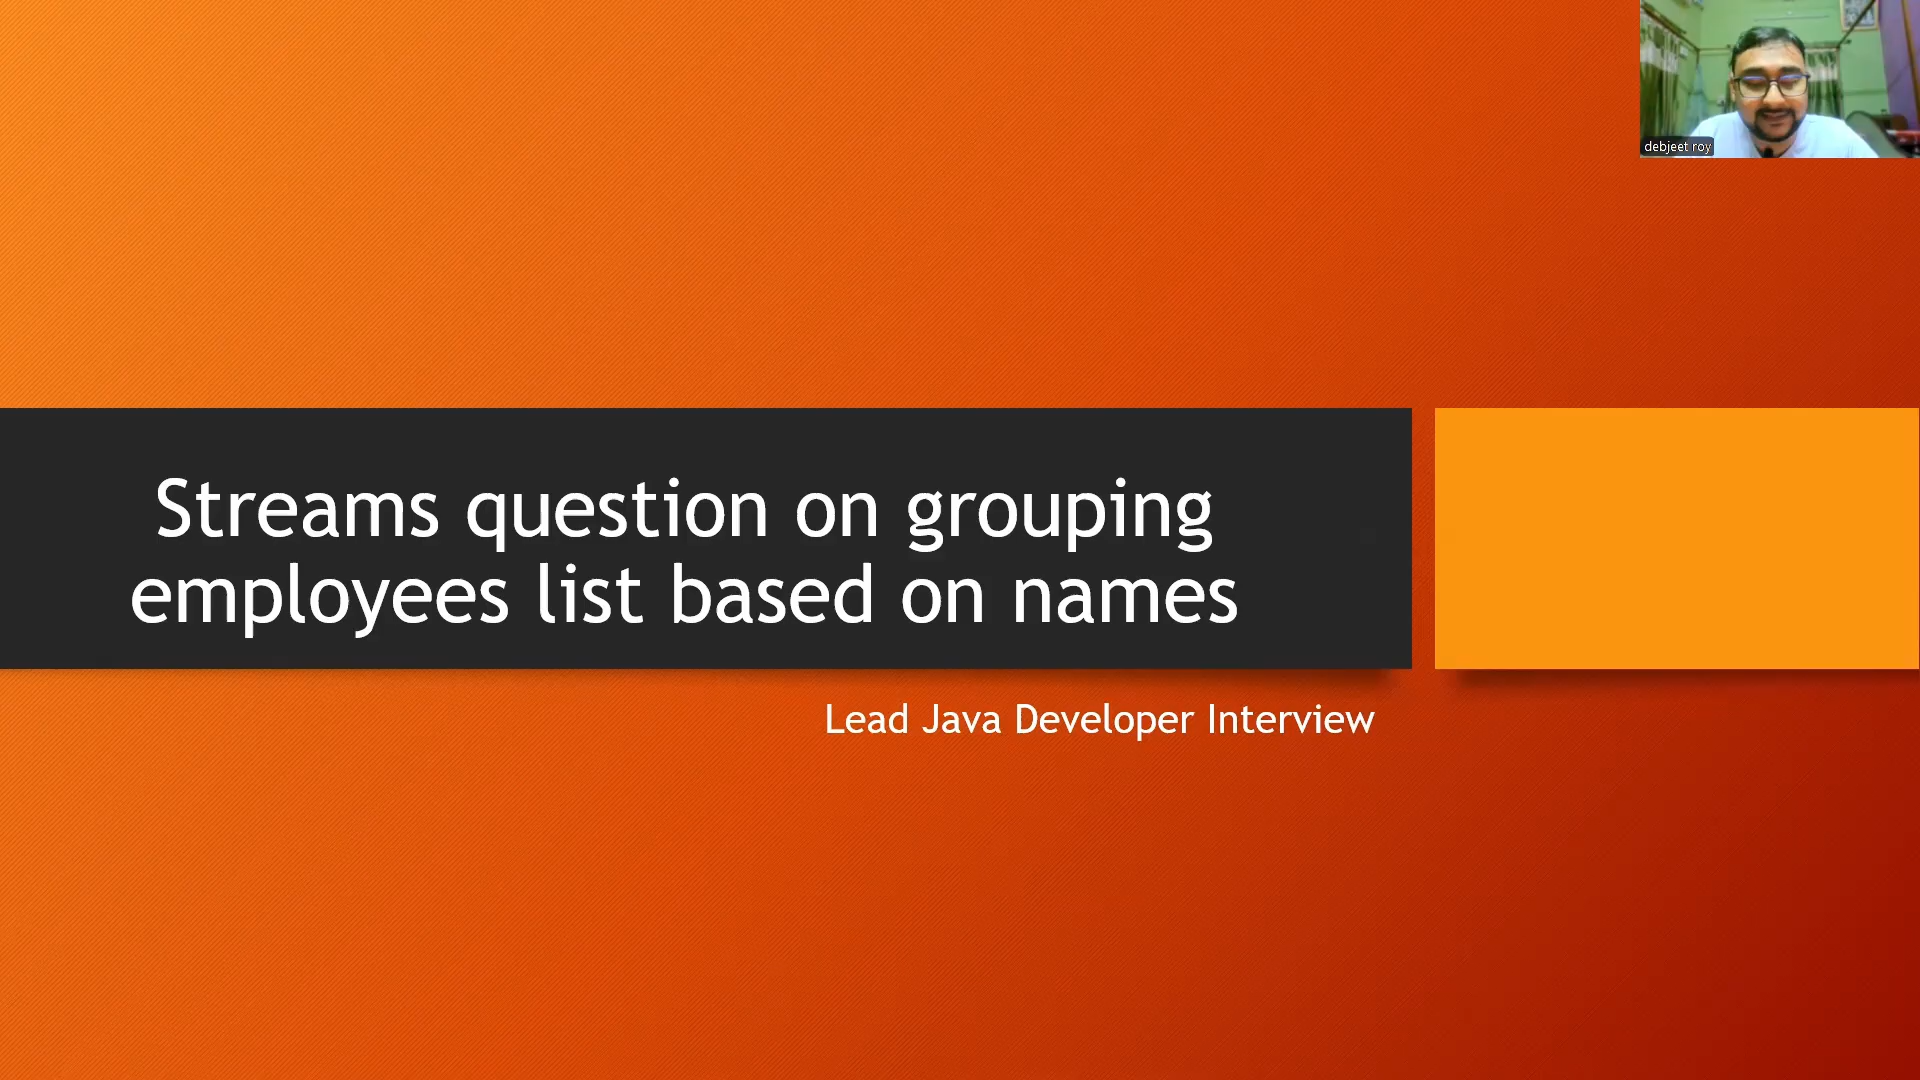 debjeet roy
Streams question on grouping
employees list based on names
Lead Java Developer Interview